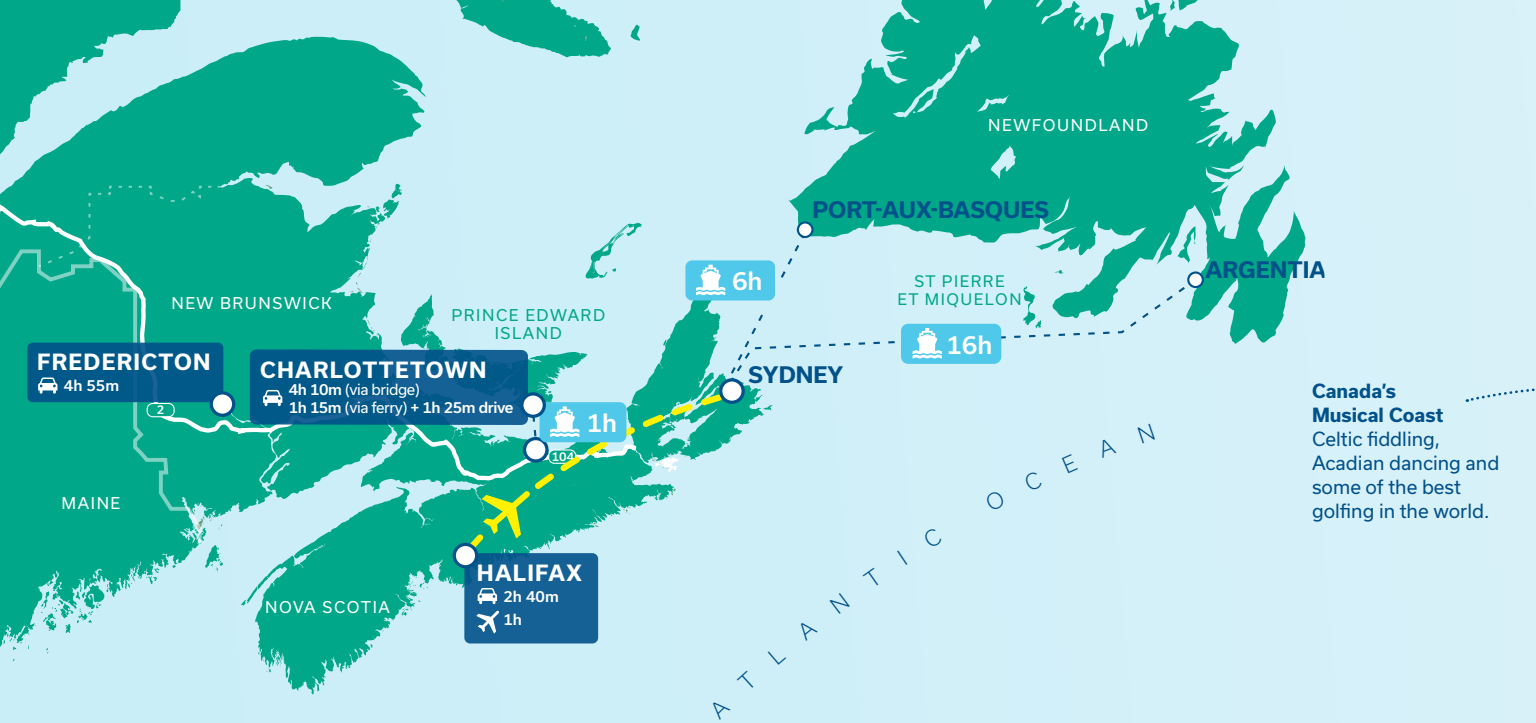 NEWFOUNDLAND
PORT-AUX-BASQUES
6h
ARGENTIA
ST PIERRE
ET MIQUELON
16h
NEW BRUNSWICK
PRINCE EDWARD
ISLAND
FREDERICTON
4h 55m
2
CHARLOTTETOWN
4h 10m (via bridge)
1h 15m (via ferry) + 1h 25m drive
1h
104
SYDNEY
Canada's
Musical Coast
Celtic fiddling,
Acadian dancing and
some of the best
golfing in the world.
MAINE
HALIFAX
2h 40m
1h
NOVA SCOTIA
ATLANTIC OCEAN